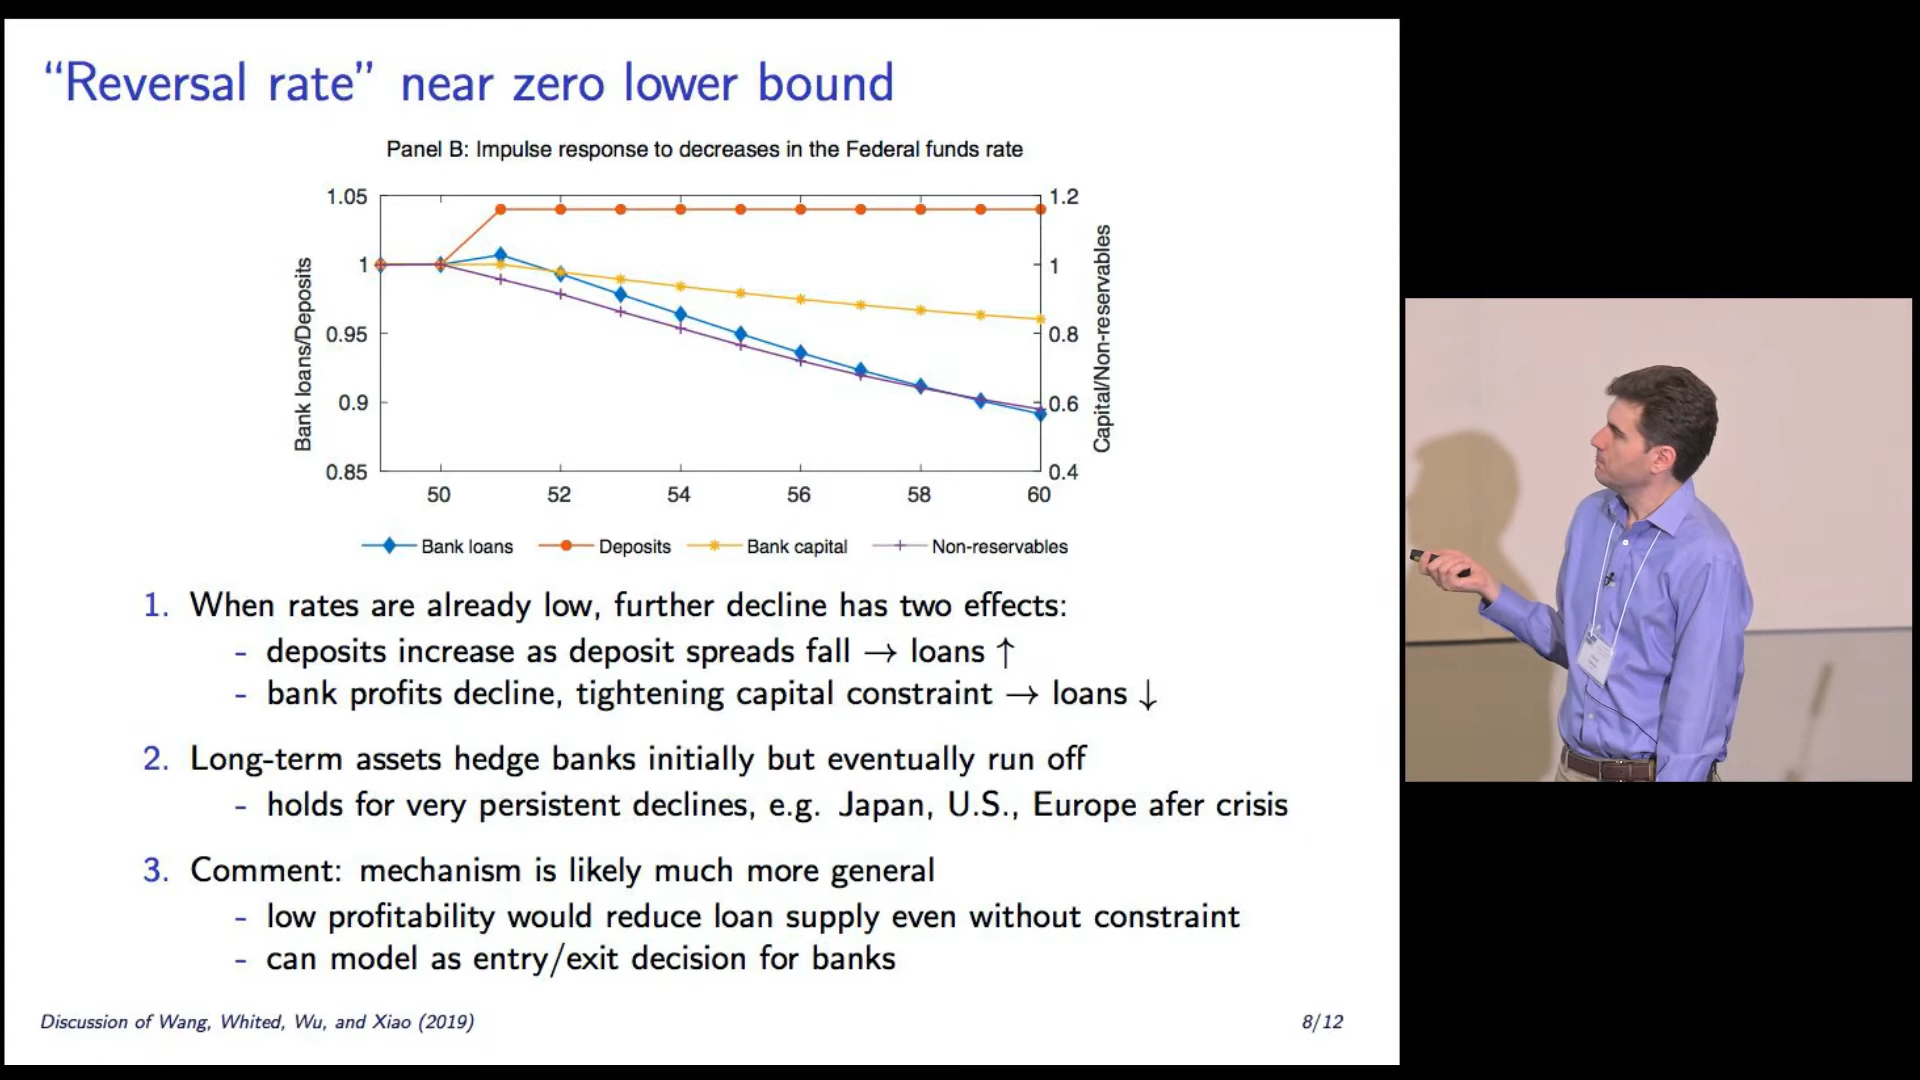 “Reversal rate” near zero lower bound
Panel B: Impulse response to decreases in the Federal funds rate
1.05
1
0.95
0.9
0.85
Bank loans/Deposits
1.2
1
0.8
0.6
0.4
Capital/Non-reservables
50 52 54 56 58 60
Bank loans Deposits Bank capital Non-reservables
1. When rates are already low, further decline has two effects:
- deposits increase as deposit spreads fall → loans ↑
- bank profits decline, tightening capital constraint → loans ↓
2. Long-term assets hedge banks initially but eventually run off
- holds for very persistent declines, e.g. Japan, U.S., Europe afer crisis
3. Comment: mechanism is likely much more general
- low profitability would reduce loan supply even without constraint
- can model as entry/exit decision for banks
Discussion of Wang, Whited, Wu, and Xiao (2019)
8/12